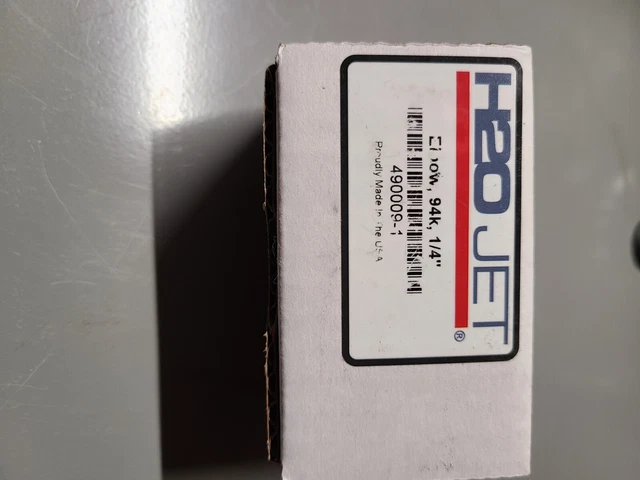 H2O JET®
Elbow, 94k, 1/4"
490009-1
Proudly Made In The USA